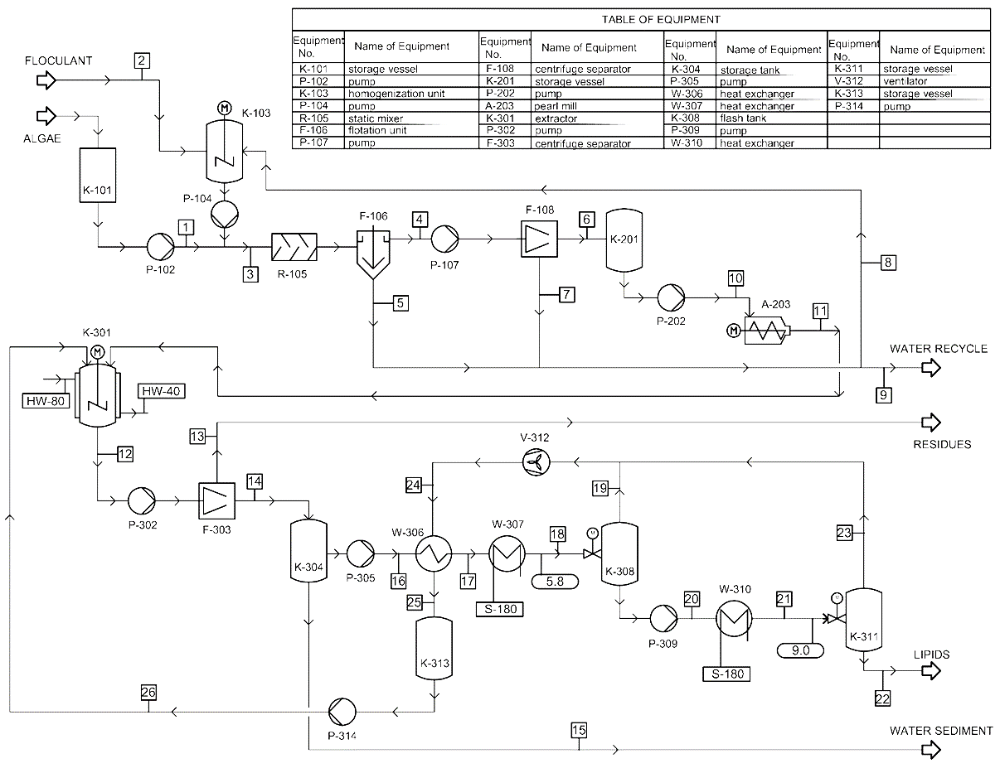 TABLE OF EQUIPMENT
Equipment No. Name of Equipment Equipment No. Name of Equipment Equipment No. Name of Equipment Equipment No. Name of Equipment
K-101 storage vessel F-108 centrifuge separator K-304 storage tank K-311 storage vessel
P-102 pump K-201 storage vessel P-305 pump V-312 ventilator
K-103 homogenization unit P-202 pump W-306 heat exchanger K-313 storage vessel
P-104 pump A-203 pearl mill W-307 heat exchanger P-314 pump
R-105 static mixer K-301 extractor K-308 flash tank
F-106 flotation unit P-302 pump P-309 pump
P-107 pump F-303 centrifuge separator W-310 heat exchanger
FLOCULANT
2
ALGAE
M
K-103
K-101
P-104
1
P-102
3
R-105
F-106
4
P-107
5
F-108
6
7
K-201
P-202
10
A-203
M
11
8
WATER RECYCLE
9
K-301
M
HW-80
HW-40
12
13
RESIDUES
P-302
F-303
14
V-312
24
19
W-306
W-307
18
M
K-304
P-305
16
17
5.8
S-180
K-308
23
25
K-313
P-309
20
W-310
21
M
9.0
S-180
K-311
LIPIDS
22
26
P-314
15
WATER SEDIMENT